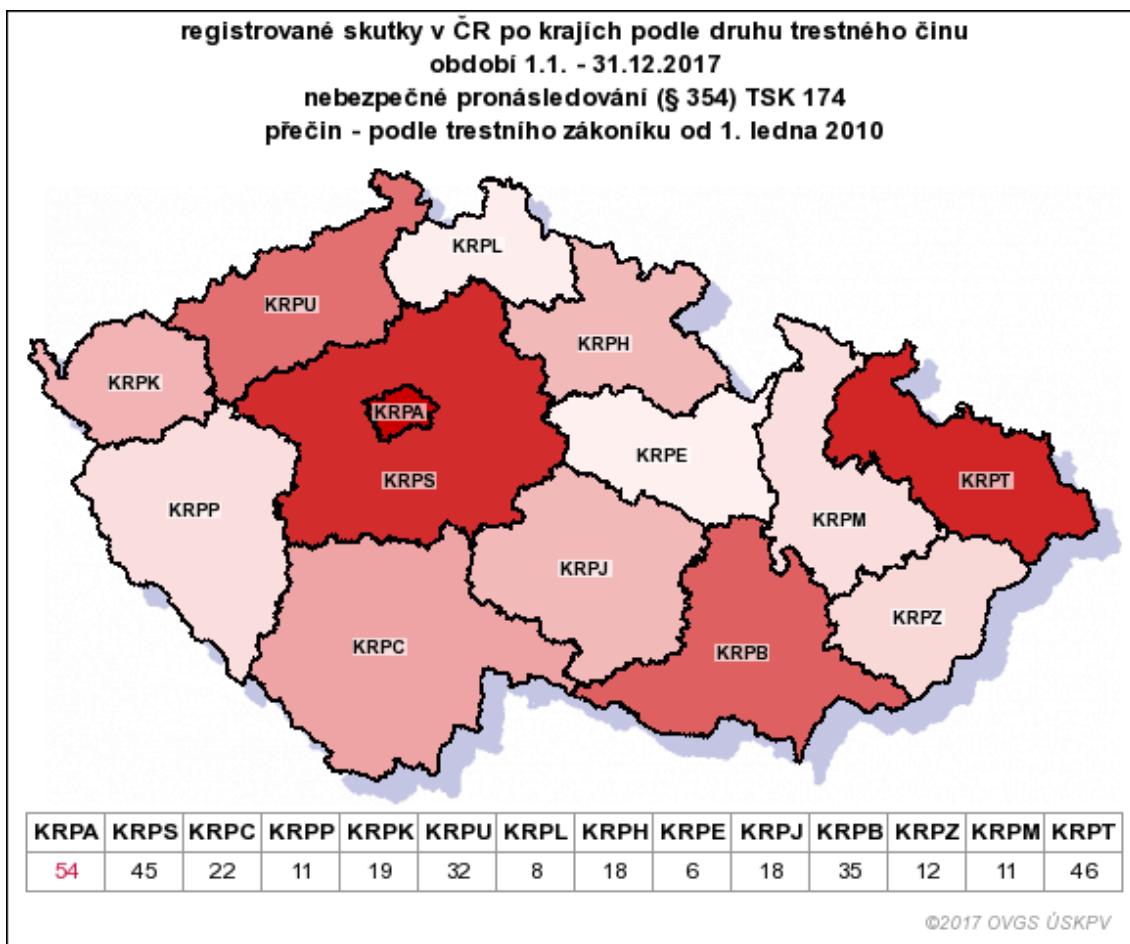 registrované skutky v ČR po krajích podle druhu trestného činu
období 1.1. - 31.12.2017
nebezpečné pronásledování (§ 354) TSK 174
přečin - podle trestního zákoníku od 1. ledna 2010
KRPL
KRPU
KRPH
KRPK
KRPA
KRPE
KRPS
KRPT
KRPP
KRPM
KRPJ
KRPZ
KRPC
KRPB
KRPA KRPS KRPC KRPP KRPK KRPU KRPL KRPH KRPE KRPJ KRPB KRPZ KRPM KRPT
54 45 22 11 19 32 8 18 6 18 35 12 11 46
©2017 OVGS ÚSKPV